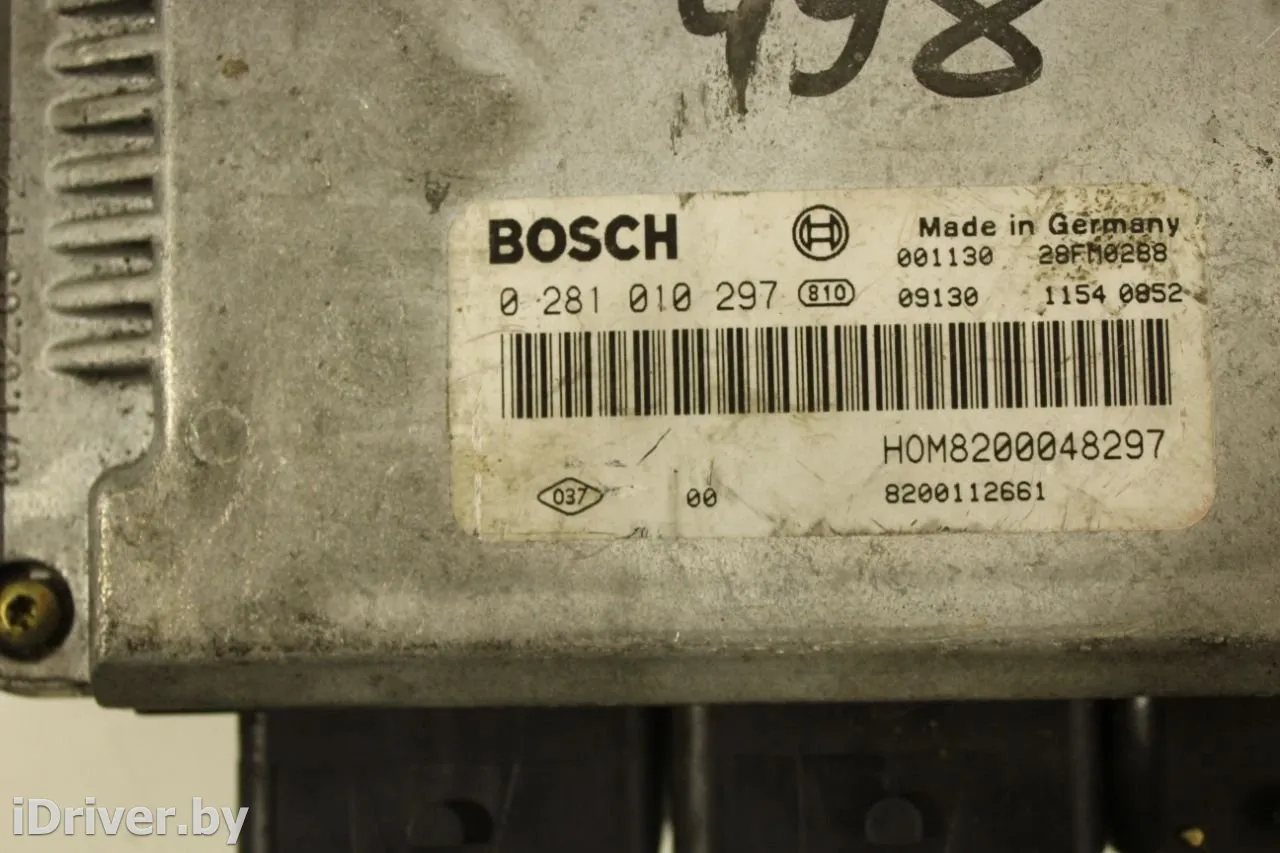 498
BOSCH Made in Germany
001130 28FM0288
0 281 010 297 810 09130 1154 0852
HOM8200048297
037 00 8200112661
iDriver.by